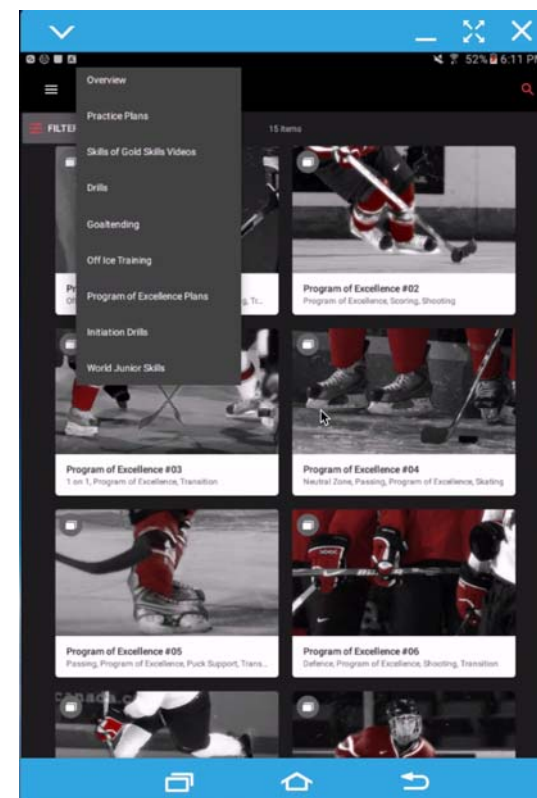 52% 6:11 PM
Overview
Practice Plans
Skills of Gold Skills Videos
Drills
Goaltending
Off Ice Training
Program of Excellence Plans
Initiation Drills
World Junior Skills
FILTER
15 items
Program of Excellence #02
Program of Excellence, Scoring, Shooting
Program of Excellence #03
1 on 1, Program of Excellence, Transition
Program of Excellence #04
Neutral Zone, Passing, Program of Excellence, Skating
Program of Excellence #05
Passing, Program of Excellence, Puck Support, Trans...
Program of Excellence #06
Defence, Program of Excellence, Shooting, Transition